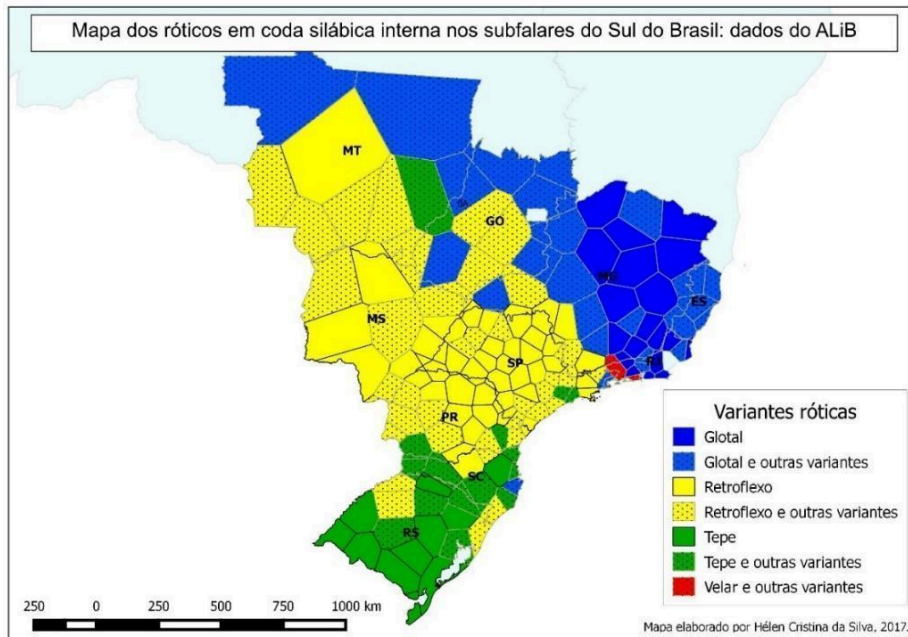 Mapa dos róticos em coda silábica interna nos subfalares do Sul do Brasil: dados do ALiB
MT
GO
ES
MS
SP
PR
SC
RS
Variantes róticas
Glotal
Glotal e outras variantes
Retroflexo
Retroflexo e outras variantes
Tepe
Tepe e outras variantes
Velar e outras variantes
250 0 250 500 750 1000 km
Mapa elaborado por Hélen Cristina da Silva, 2017.